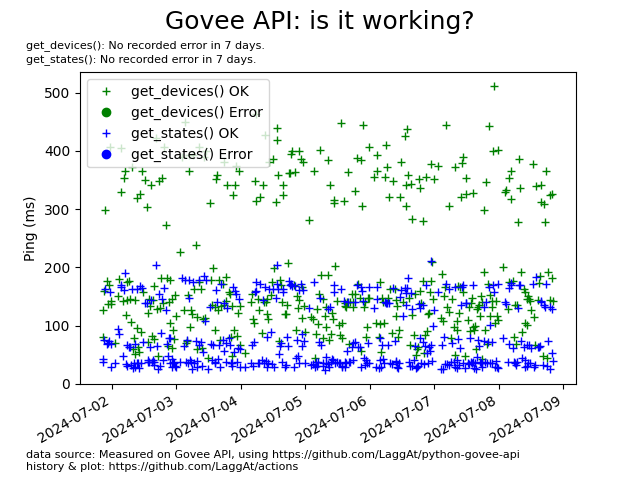 Govee API: is it working?
get_devices(): No recorded error in 7 days.
get_states(): No recorded error in 7 days.
get_devices() OK
get_devices() Error
get_states() OK
get_states() Error
Ping (ms)
500
400
300
200
100
0
2024-07-02
2024-07-03
2024-07-04
2024-07-05
2024-07-06
2024-07-07
2024-07-08
2024-07-09
data source: Measured on Govee API, using https://github.com/LaggAt/python-govee-api
history & plot: https://github.com/LaggAt/actions